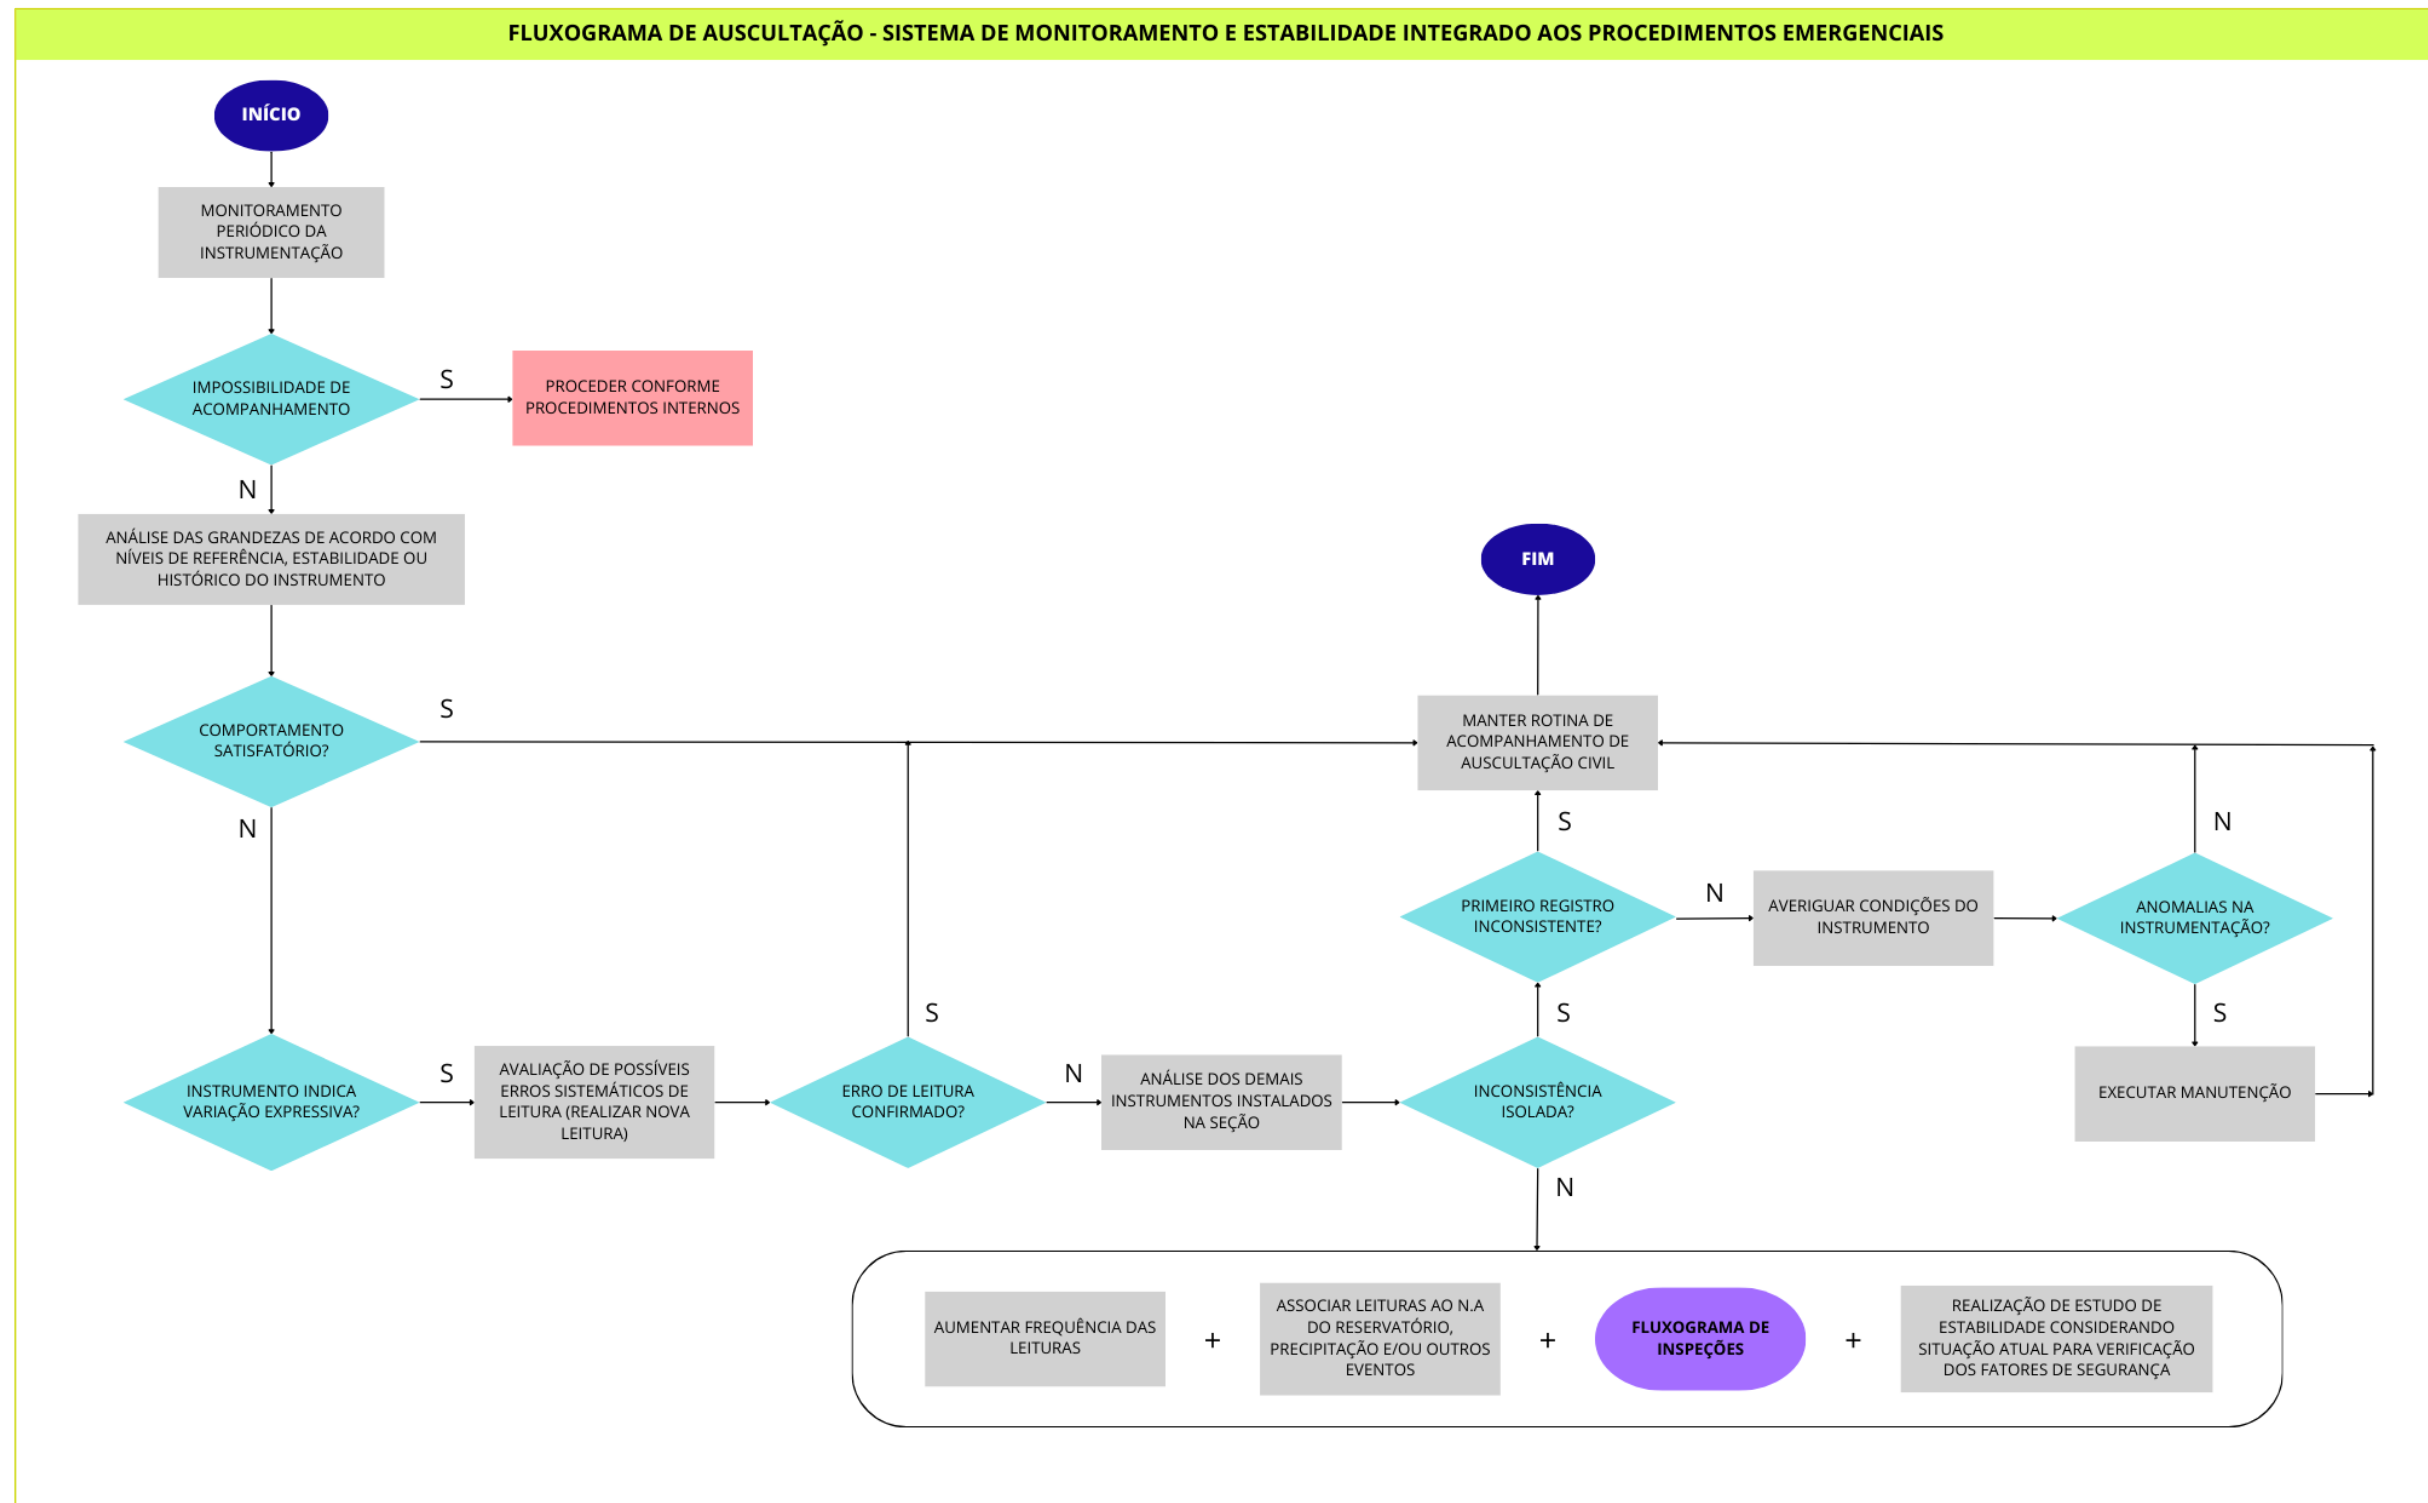 FLUXOGRAMA DE AUSCULTAÇÃO - SISTEMA DE MONITORAMENTO E ESTABILIDADE INTEGRADO AOS PROCEDIMENTOS EMERGENCIAIS
INÍCIO
MONITORAMENTO
PERIÓDICO DA
INSTRUMENTAÇÃO
IMPOSSIBILIDADE DE
ACOMPANHAMENTO
S
PROCEDER CONFORME
PROCEDIMENTOS INTERNOS
N
ANÁLISE DAS GRANDEZAS DE ACORDO COM
NÍVEIS DE REFERÊNCIA, ESTABILIDADE OU
HISTÓRICO DO INSTRUMENTO
FIM
COMPORTAMENTO
SATISFATÓRIO?
S
MANTER ROTINA DE
ACOMPANHAMENTO DE
AUSCULTAÇÃO CIVIL
N
S
N
PRIMEIRO REGISTRO
INCONSISTENTE?
N
AVERIGUAR CONDIÇÕES DO
INSTRUMENTO
ANOMALIAS NA
INSTRUMENTAÇÃO?
S
S
S
INSTRUMENTO INDICA
VARIAÇÃO EXPRESSIVA?
S
AVALIAÇÃO DE POSSÍVEIS
ERROS SISTEMÁTICOS DE
LEITURA (REALIZAR NOVA
LEITURA)
ERRO DE LEITURA
CONFIRMADO?
N
ANÁLISE DOS DEMAIS
INSTRUMENTOS INSTALADOS
NA SEÇÃO
INCONSISTÊNCIA
ISOLADA?
EXECUTAR MANUTENÇÃO
N
AUMENTAR FREQUÊNCIA DAS
LEITURAS
+
ASSOCIAR LEITURAS AO N.A
DO RESERVATÓRIO,
PRECIPITAÇÃO E/OU OUTROS
EVENTOS
+
FLUXOGRAMA DE
INSPEÇÕES
+
REALIZAÇÃO DE ESTUDO DE
ESTABILIDADE CONSIDERANDO
SITUAÇÃO ATUAL PARA VERIFICAÇÃO
DOS FATORES DE SEGURANÇA